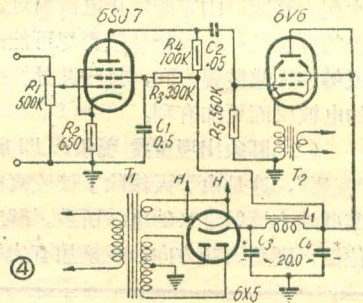 6SJ7
6V6
R4
100K
C2
.05
R1
500K
R3 390K
R5 360K
R2
650
C1
0,5
T2
T1
H
H
L1
C3
C4
20,0
④
6X5